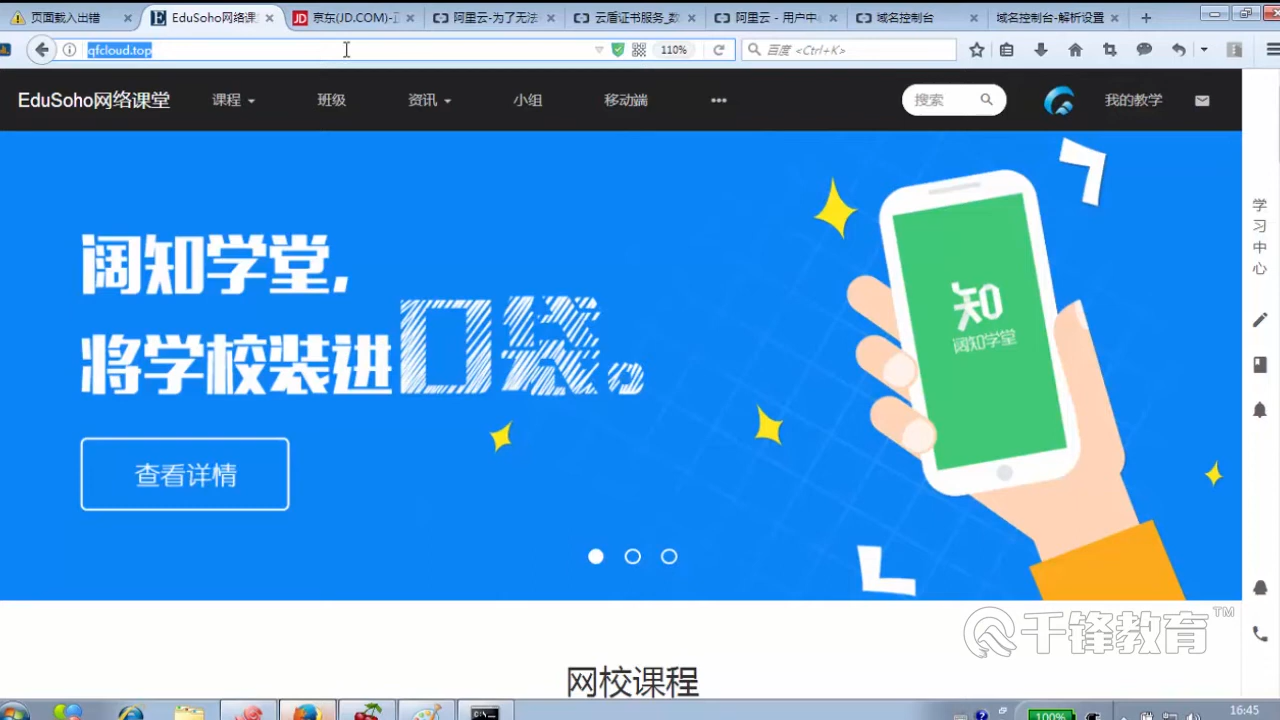 页面载入出错
EduSoho网络课
京东(JD.COM)-正
阿里云-为了无法
云盾证书服务_数
阿里云 - 用户中
域名控制台
域名控制台-解析设置
qfcloud.top
110%
百度 <Ctrl+K>
EduSoho网络课堂
课程
班级
资讯
小组
移动端
搜索
我的教学
阔知学堂,
将学校装进口袋。
查看详情
知
阔知学堂
学习中心
千锋教育TM
网校课程
100%
16:45